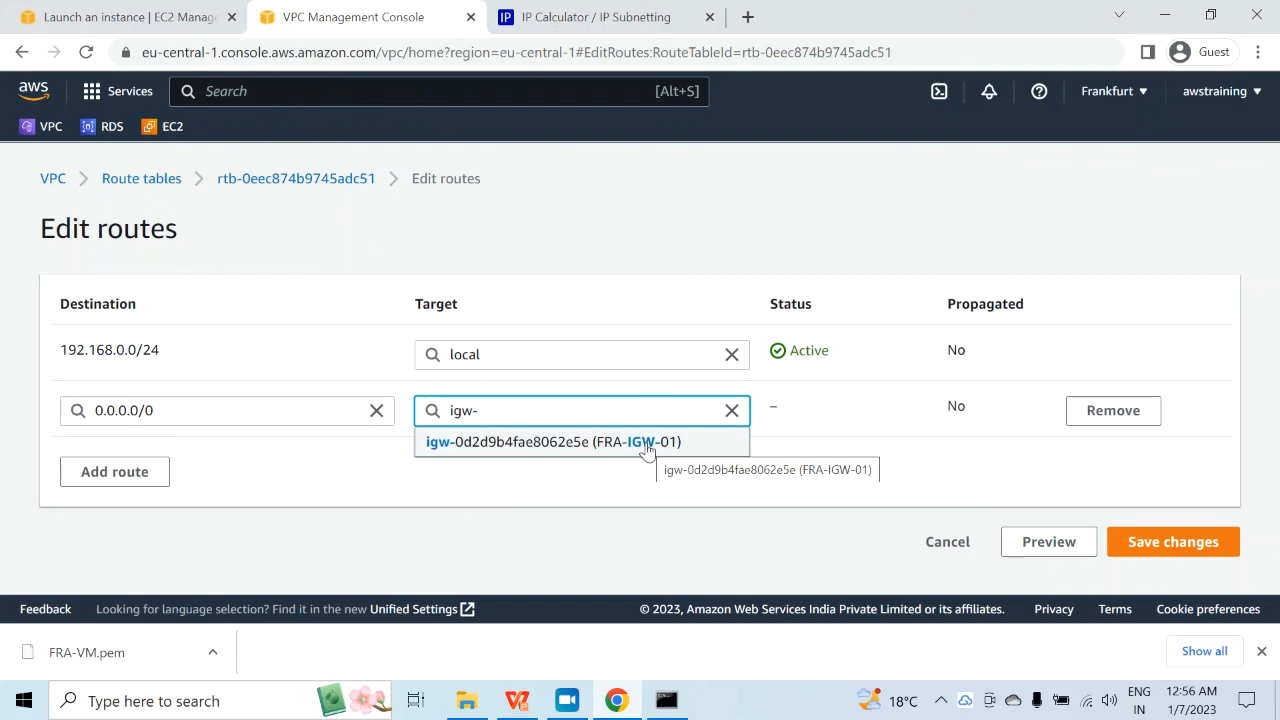 Launch an instance | EC2 Manag
VPC Management Console
IP
IP Calculator / IP Subnetting
eu-central-1.console.aws.amazon.com/vpc/home?region=eu-central-1#EditRoutes:RouteTableId=rtb-0eec874b9745adc51
Guest
aws
Services
Search
[Alt+S]
Frankfurt
awstraining
VPC
RDS
EC2
VPC
Route tables
rtb-0eec874b9745adc51
Edit routes
Edit routes
Destination
Target
Status
Propagated
192.168.0.0/24
local
Active
No
0.0.0.0/0
igw-
–
No
Remove
igw-0d2d9b4fae8062e5e (FRA-IGW-01)
igw-0d2d9b4fae8062e5e (FRA-IGW-01)
Add route
Cancel
Preview
Save changes
Feedback
Looking for language selection? Find it in the new Unified Settings
© 2023, Amazon Web Services India Private Limited or its affiliates.
Privacy
Terms
Cookie preferences
FRA-VM.pem
Show all
Type here to search
18°C
ENG
IN
12:56 AM
1/7/2023